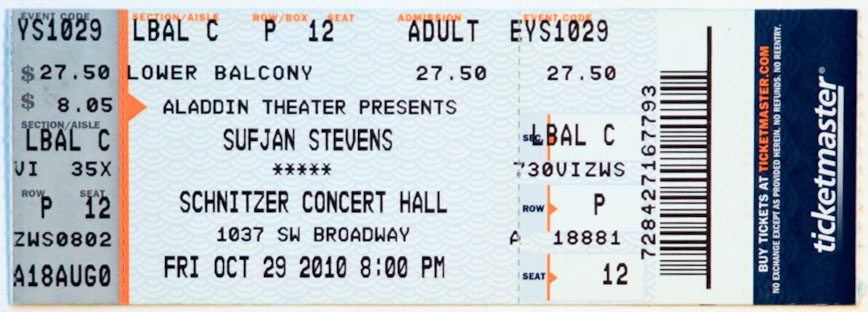 EVENT CODE
YS1029
$ 27.50
$ 8.05
SECTION/AISLE
LBAL C
VI 35X
ROW SEAT
P 12
ZWS0802
A18AUG0
SECTION/AISLE ROW/BOX SEAT ADMISSION
LBAL C P 12 ADULT
LOWER BALCONY 27.50
ALADDIN THEATER PRESENTS
SUFJAN STEVENS
*****
SCHNITZER CONCERT HALL
1037 SW BROADWAY
FRI OCT 29 2010 8:00 PM
EVENT CODE
EYS1029
27.50
SEC. LBAL C
730VIZWS
ROW P
A 18881
SEAT 12
728427167793
BUY TICKETS AT TICKETMASTER.COM
NO EXCHANGE EXCEPT AS PROVIDED HEREIN. NO REFUNDS. NO REENTRY.
ticketmaster®